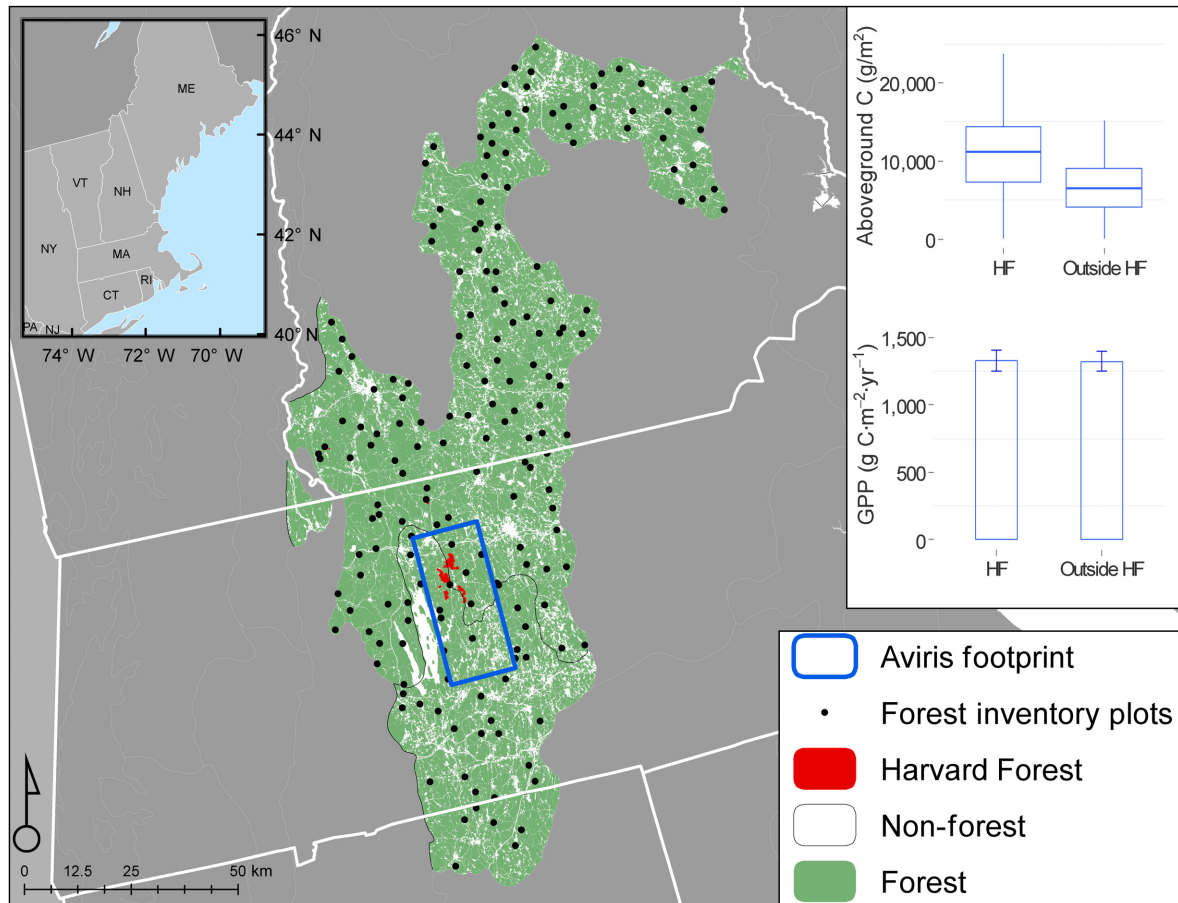 ME
VT
NH
NY
MA
RI
CT
PA
NJ
46° N
44° N
42° N
40° N
74° W
72° W
70° W
Aboveground C (g/m²)
20,000
10,000
0
HF
Outside HF
GPP (g C·m⁻²·yr⁻¹)
1,500
1,000
500
0
HF
Outside HF
Aviris footprint
Forest inventory plots
Harvard Forest
Non-forest
Forest
0 12.5 25 50 km